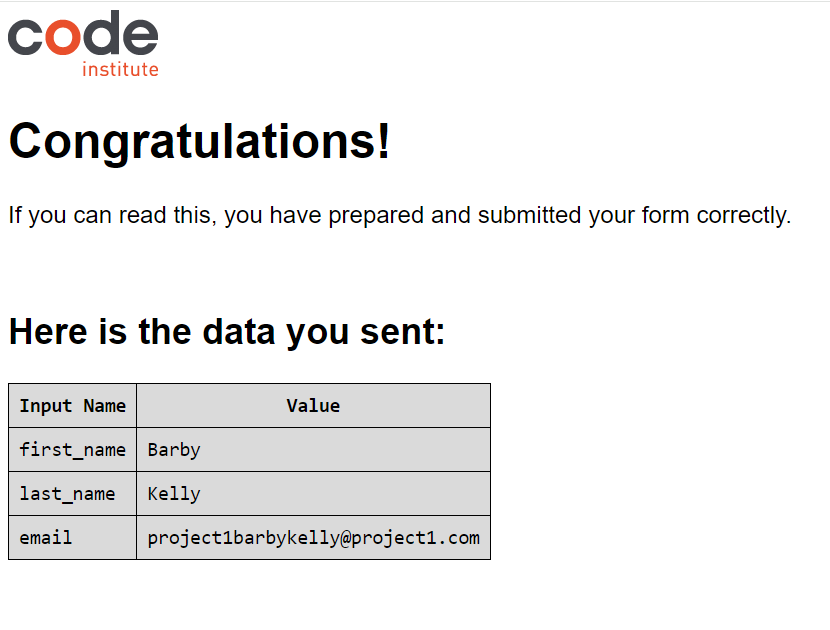 code
institute
Congratulations!
If you can read this, you have prepared and submitted your form correctly.
Here is the data you sent:
Input Name Value
first_name Barby
last_name Kelly
email project1barbykelly@project1.com